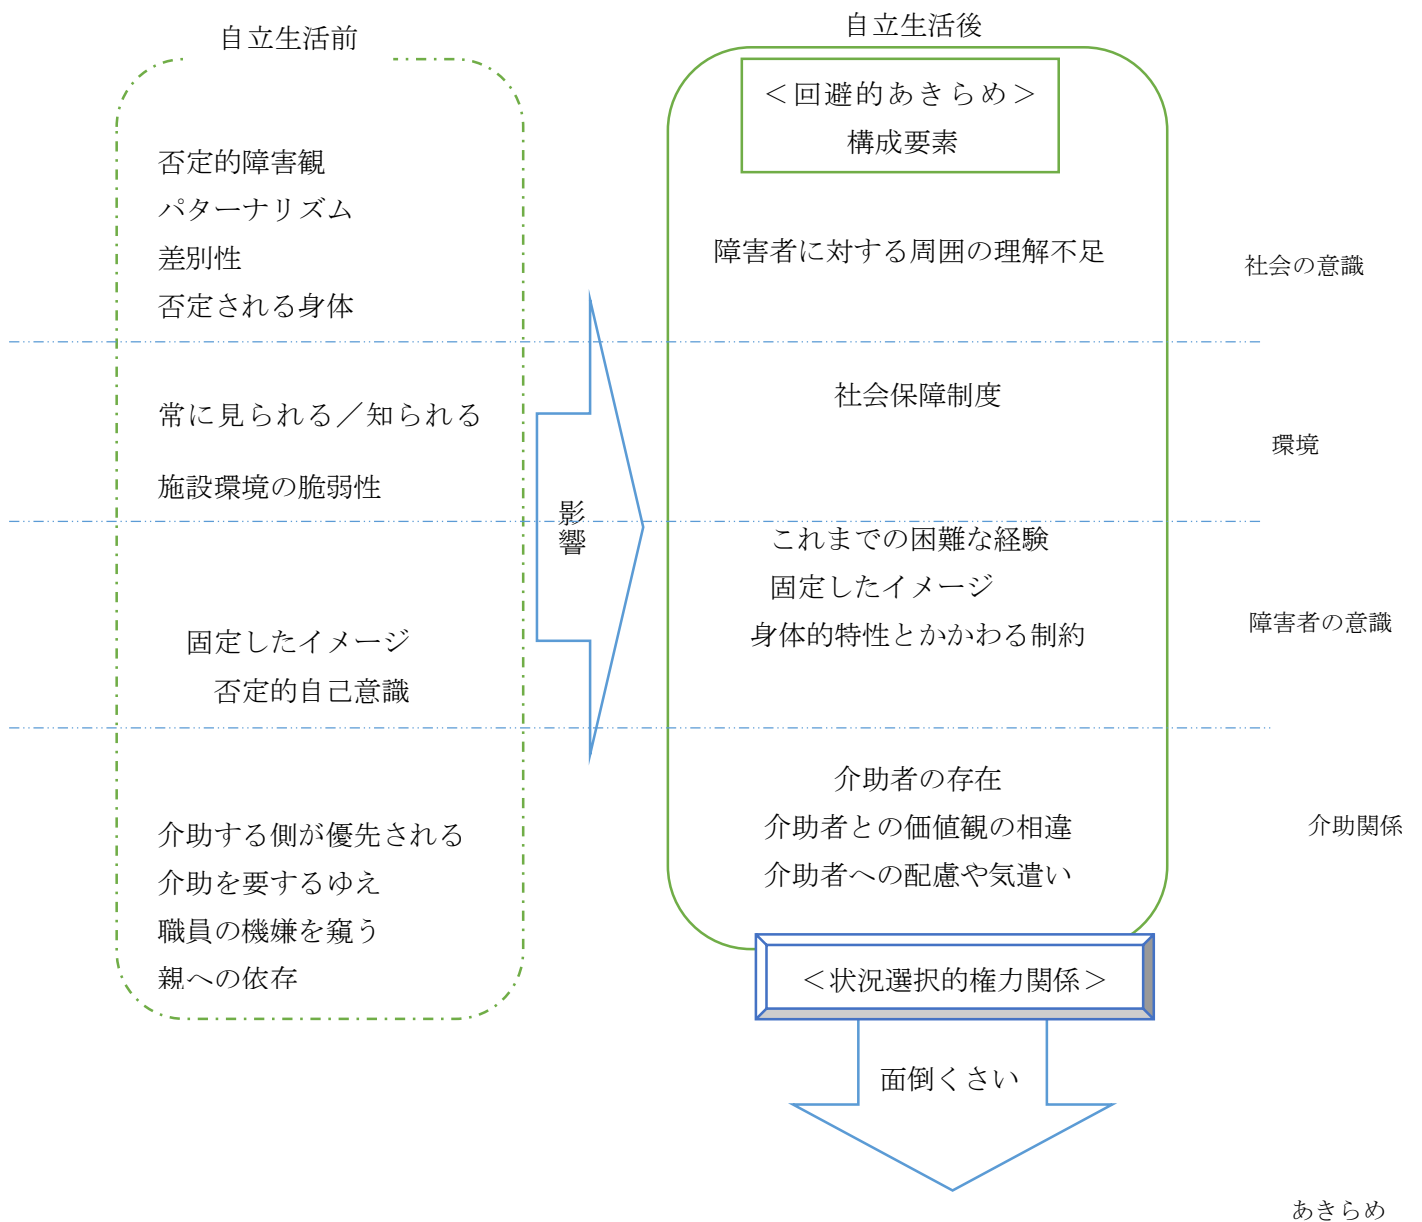 自立生活前
否定的障害観
パターナリズム
差別性
否定される身体
常に見られる／知られる
施設環境の脆弱性
固定したイメージ
否定的自己意識
介助する側が優先される
介助を要するゆえ
職員の機嫌を窺う
親への依存
影響
自立生活後
＜回避的あきらめ＞
構成要素
障害者に対する周囲の理解不足
社会保障制度
これまでの困難な経験
固定したイメージ
身体的特性とかかわる制約
介助者の存在
介助者との価値観の相違
介助者への配慮や気遣い
＜状況選択的権力関係＞
面倒くさい
社会の意識
環境
障害者の意識
介助関係
あきらめ